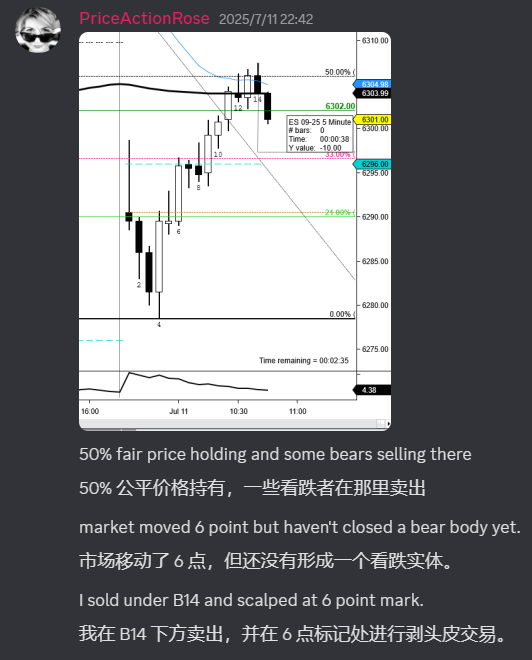 PriceActionRose 2025/7/11 22:42
6310.00
50.00% (
6304.98
6303.99
6302.00
6301.00
6300.00
ES 09-25 5 Minute
# bars: 0
Time: 00:00:38
Y value: -10.00
33.00% (
6296.00
6295.00
21.00% (
6290.00
6285.00
6280.00
0.00% (
6275.00
2
4
6
8
10
12
14
Time remaining = 00:02:35
4.38
16:00 Jul 11 10:30 11:00
50% fair price holding and some bears selling there
50% 公平价格持有，一些看跌者在那里卖出
market moved 6 point but haven't closed a bear body yet.
市场移动了 6 点，但还没有形成一个看跌实体。
I sold under B14 and scalped at 6 point mark.
我在 B14 下方卖出，并在 6 点标记处进行剥头皮交易。